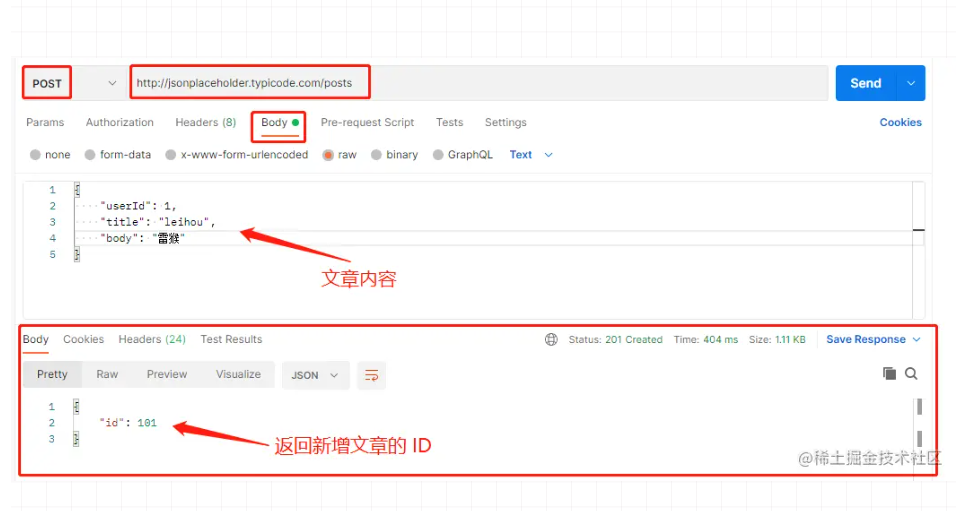 POST http://jsonplaceholder.typicode.com/posts Send
Params Authorization Headers (8) Body Pre-request Script Tests Settings Cookies
none form-data x-www-form-urlencoded raw binary GraphQL Text
1 {
2 "userId": 1,
3 "title": "leihou",
4 "body": "雷猴"
5 }
文章内容
Body Cookies Headers (24) Test Results Status: 201 Created Time: 404 ms Size: 1.11 KB Save Response
Pretty Raw Preview Visualize JSON
1 {
2 "id": 101
3 }
返回新增文章的 ID
@稀土掘金技术社区